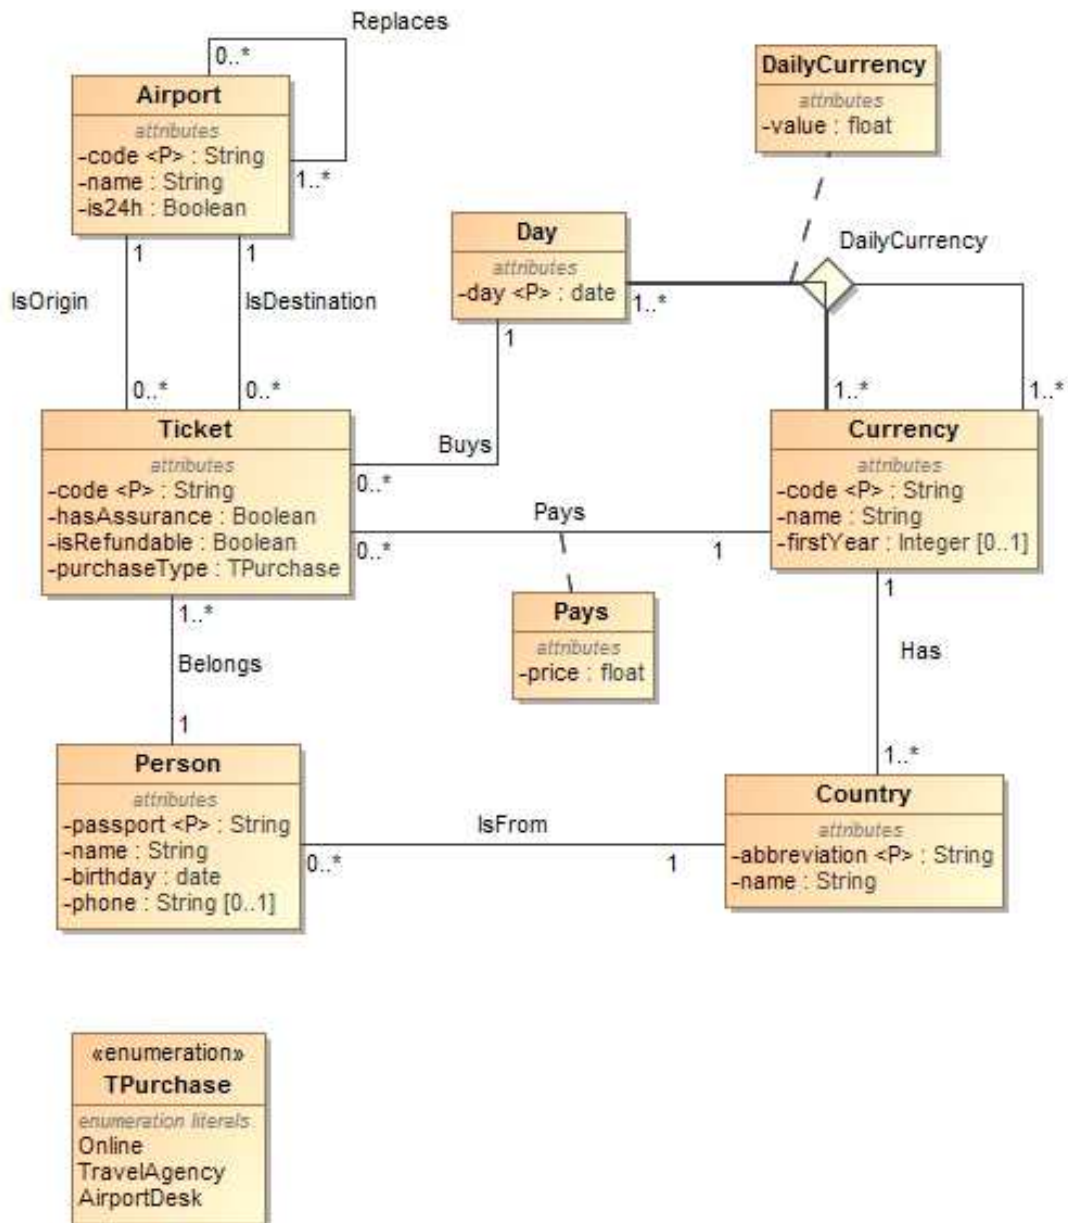 Replaces
0..*
Airport
attributes
-code <P> : String
-name : String
-is24h : Boolean
1..*
DailyCurrency
attributes
-value : float
Day
attributes
-day <P> : date
1..*
DailyCurrency
1
1
IsOrigin
IsDestination
1
0..*
0..*
1..*
1..*
Ticket
attributes
-code <P> : String
-hasAssurance : Boolean
-isRefundable : Boolean
-purchaseType : TPurchase
Buys
0..*
Pays
0..*
1
Currency
attributes
-code <P> : String
-name : String
-firstYear : Integer [0..1]
Pays
attributes
-price : float
1
Has
1..*
1..*
Belongs
1
Person
attributes
-passport <P> : String
-name : String
-birthday : date
-phone : String [0..1]
IsFrom
0..*
1
Country
attributes
-abbreviation <P> : String
-name : String
«enumeration»
TPurchase
enumeration literals
Online
TravelAgency
AirportDesk